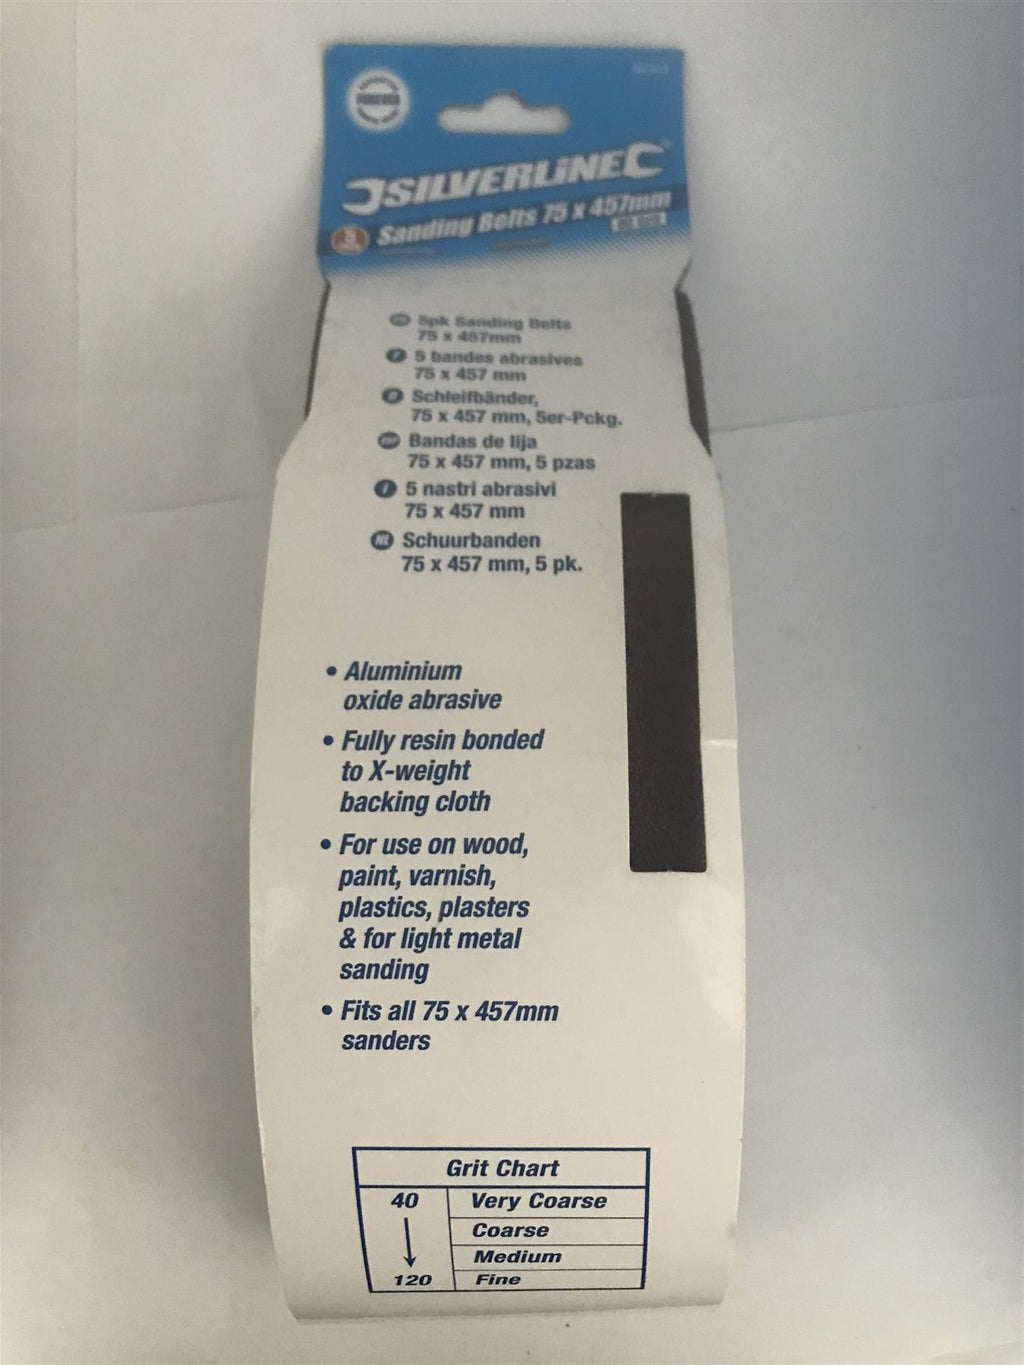 SILVERLINE
Sanding Belts 75 x 457mm
5
GB 5pk Sanding Belts
75 x 457mm
F 5 bandes abrasives
75 x 457 mm
D Schleifbänder,
75 x 457 mm, 5er-Pckg.
ESP Bandas de lija
75 x 457 mm, 5 pzas
I 5 nastri abrasivi
75 x 457 mm
NL Schuurbanden
75 x 457 mm, 5 pk.
• Aluminium
oxide abrasive
• Fully resin bonded
to X-weight
backing cloth
• For use on wood,
paint, varnish,
plastics, plasters
& for light metal
sanding
• Fits all 75 x 457mm
sanders
Grit Chart
40 Very Coarse
Coarse
Medium
120 Fine